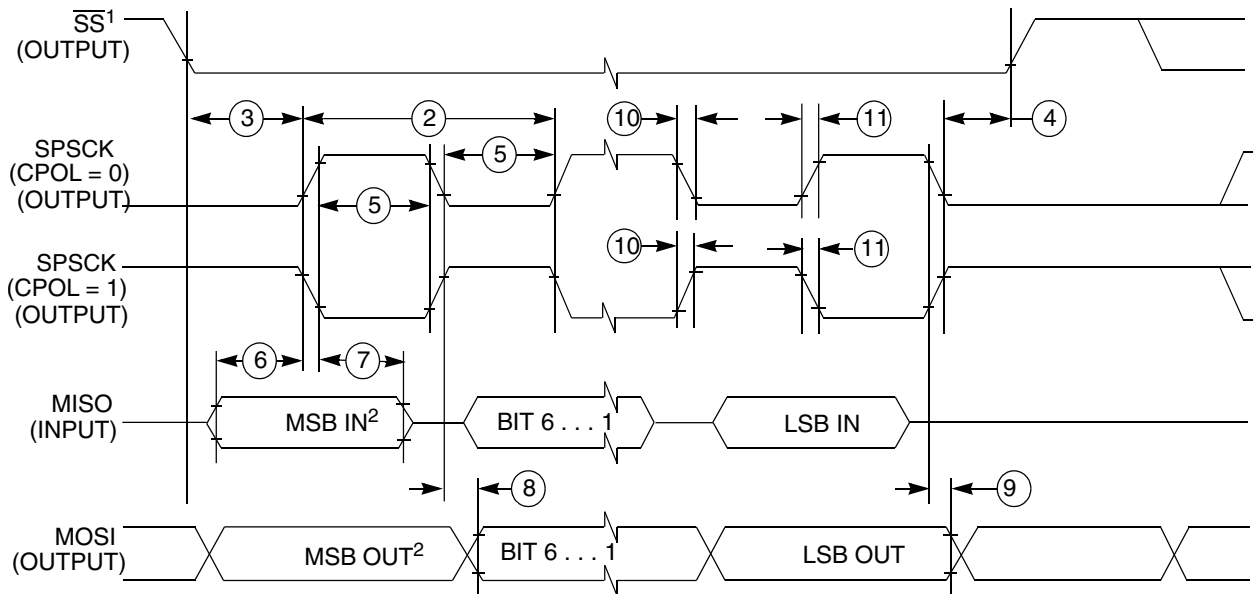 SS¹
(OUTPUT)
3
2
10
11
4
SPSCK
(CPOL = 0)
(OUTPUT)
5
5
SPSCK
(CPOL = 1)
(OUTPUT)
10
11
6
7
MISO
(INPUT)
MSB IN²
BIT 6 . . . 1
LSB IN
8
9
MOSI
(OUTPUT)
MSB OUT²
BIT 6 . . . 1
LSB OUT